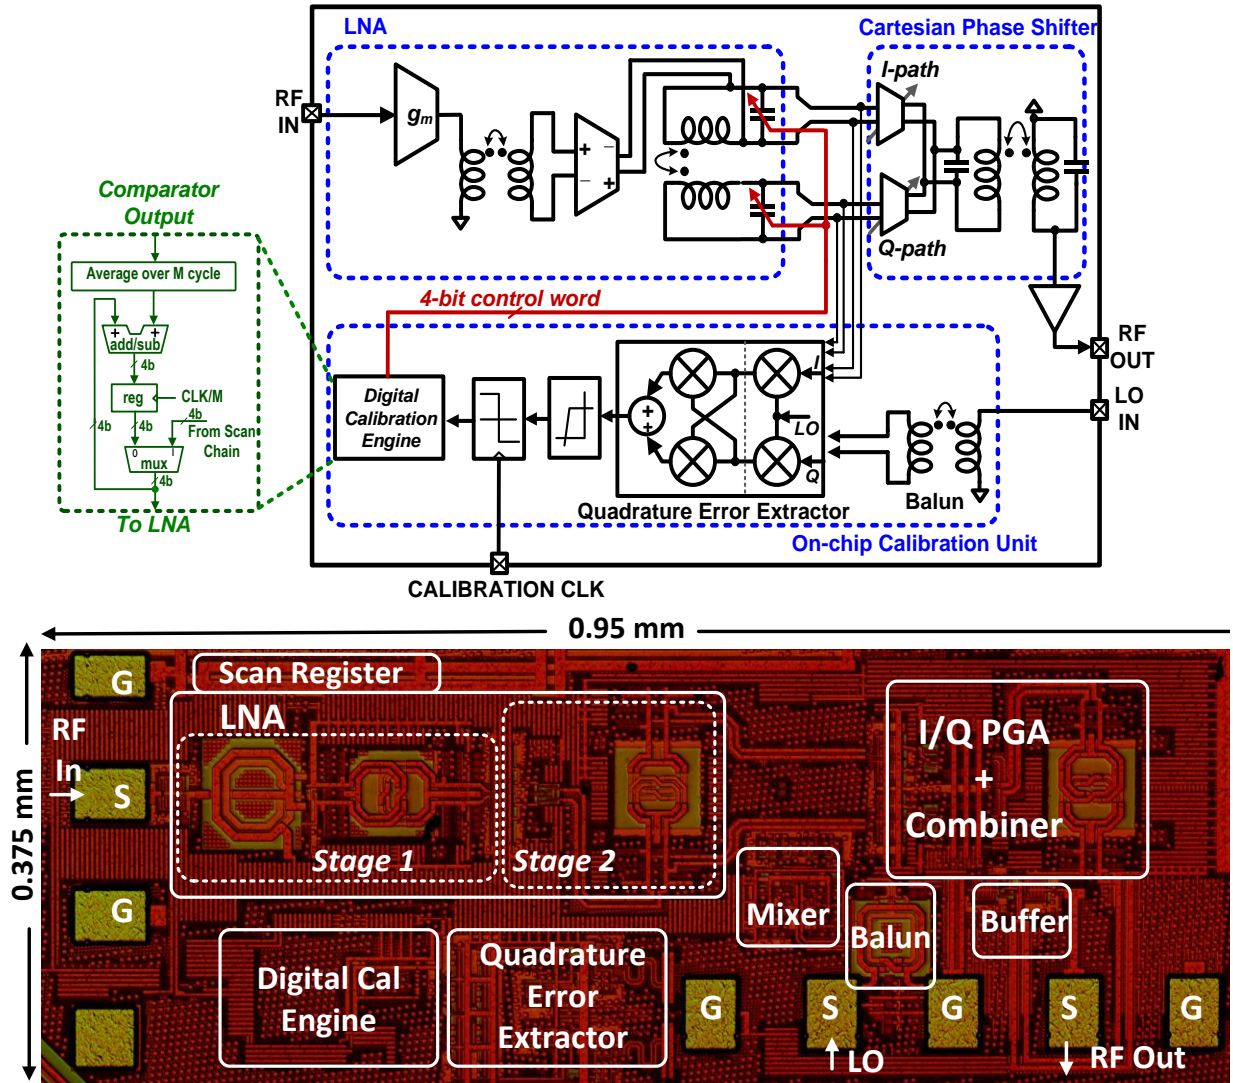 LNA
Cartesian Phase Shifter
RF
IN
gm
+
−
−
+
I-path
Q-path
Comparator
Output
Average over M cycle
+ +
add/sub
4b
reg
CLK/M
4b
4b
4b
From Scan
Chain
0 1
mux
4b
To LNA
4-bit control word
Digital
Calibration
Engine
+
+
I
LO
Q
Quadrature Error Extractor
Balun
RF
OUT
LO
IN
On-chip Calibration Unit
CALIBRATION CLK
0.95 mm
0.375 mm
G
Scan Register
LNA
RF
In
S
Stage 1
Stage 2
I/Q PGA
+
Combiner
G
Mixer
Balun
Buffer
Digital Cal
Engine
Quadrature
Error
Extractor
G
S
G
S
G
LO
RF Out